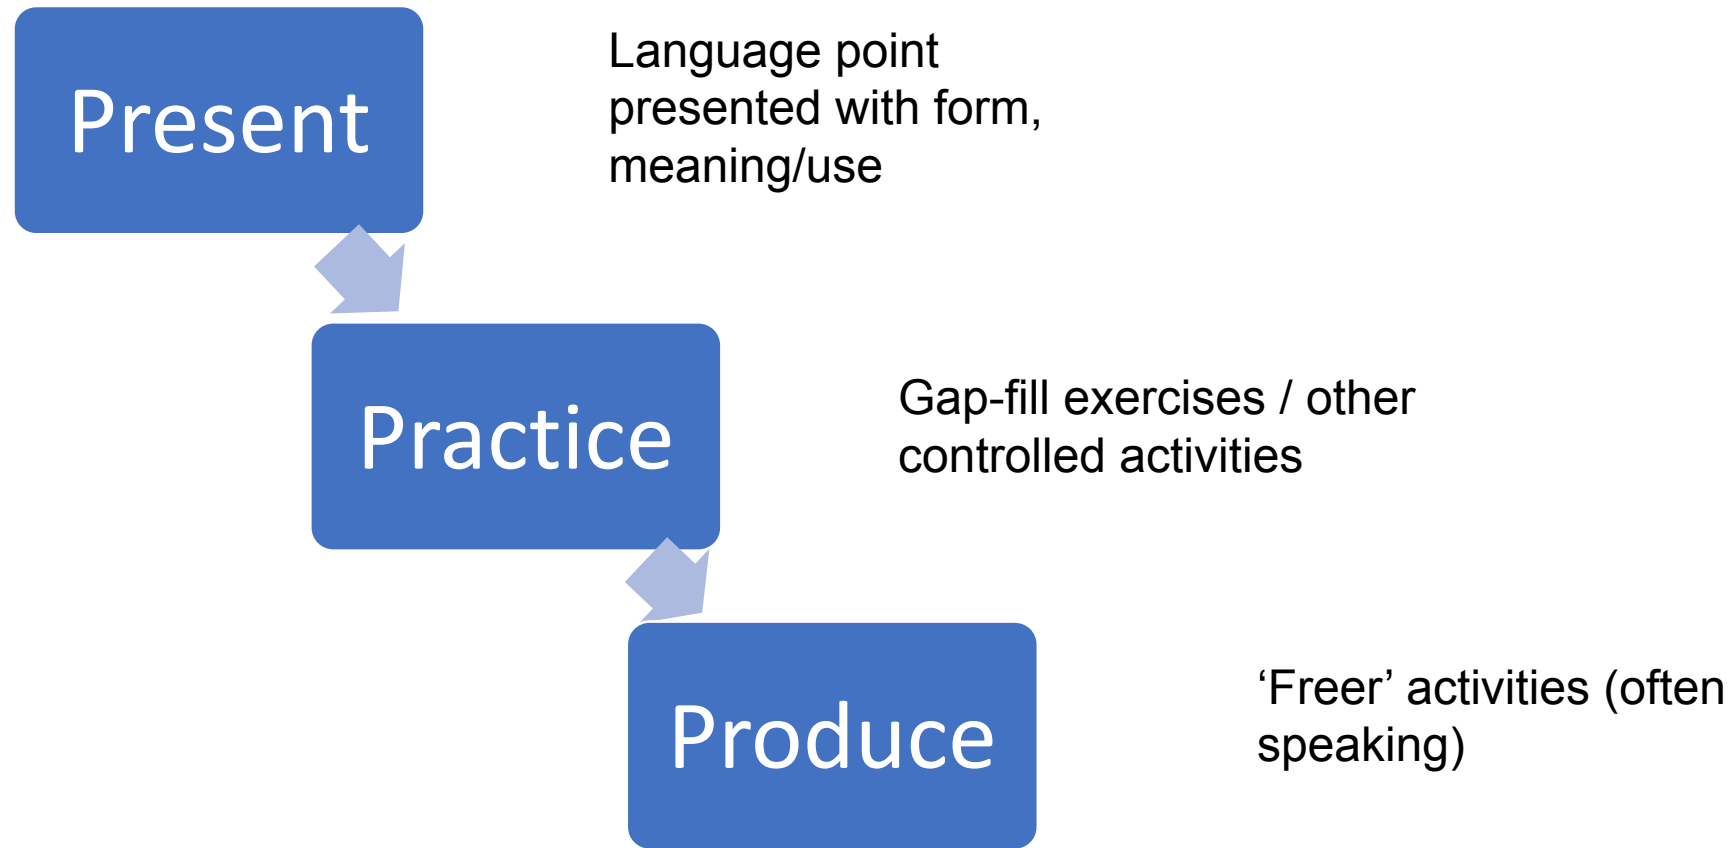 Present
Language point
presented with form,
meaning/use
Practice
Gap-fill exercises / other
controlled activities
Produce
‘Freer’ activities (often
speaking)